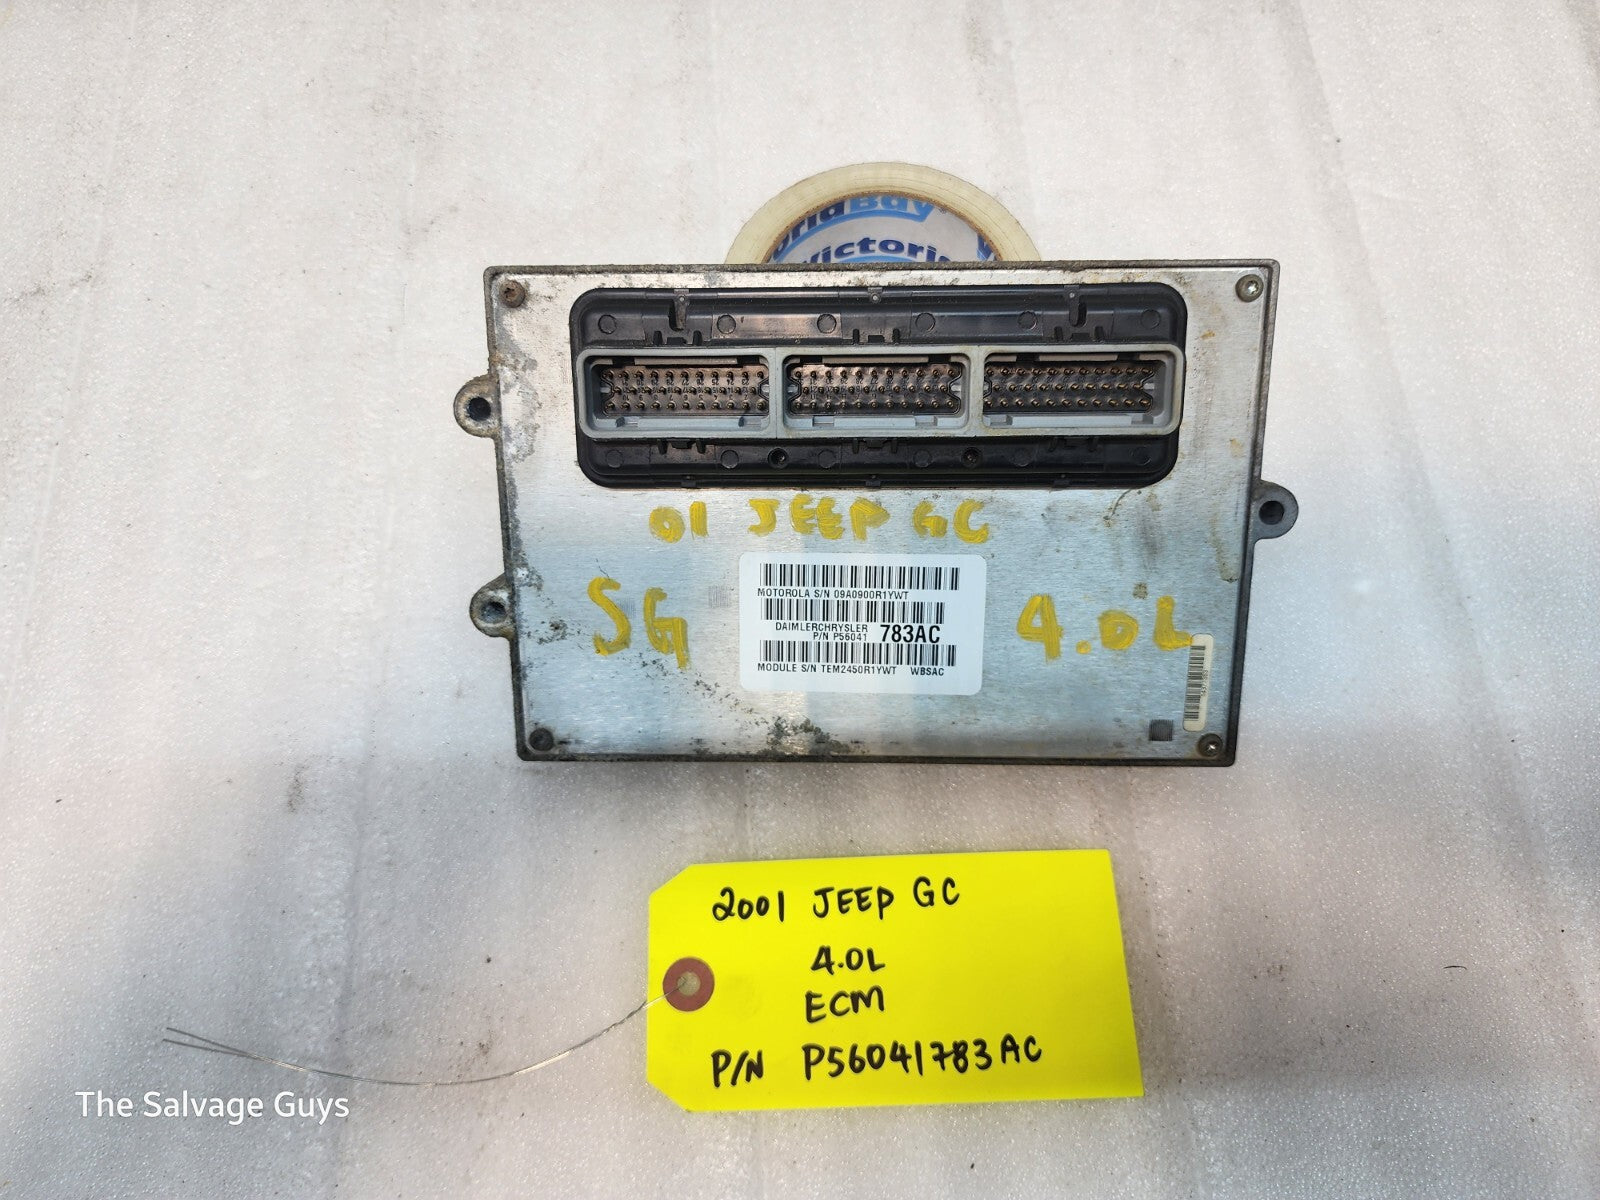 Victoria
01 JEEP GC
SG
4.0L
MOTOROLA S/N 09A0900R1YWT
DAIMLERCHRYSLER
P/N P56041 783AC
MODULE S/N TEM2450R1YWT WBSAC
2001 JEEP GC
4.0L
ECM
P/N P56041783AC
The Salvage Guys